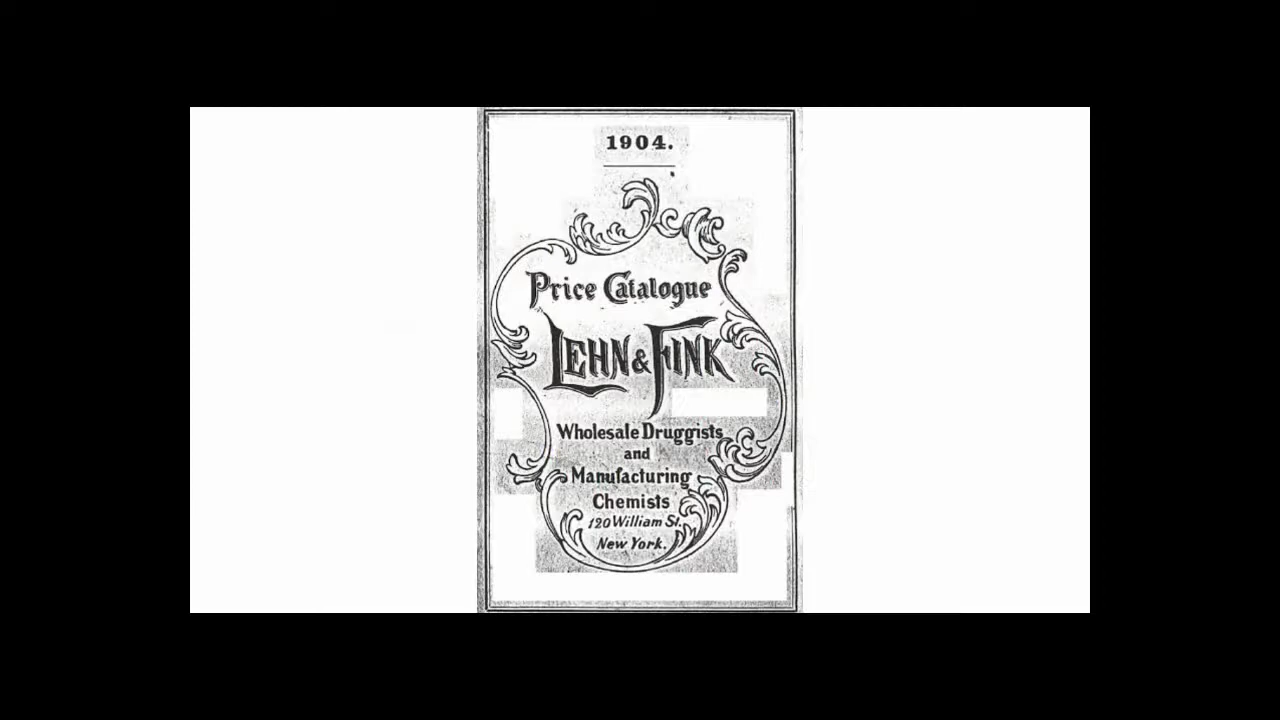 1904.
Price Catalogue
LEHN & FINK
Wholesale Druggists
and
Manufacturing
Chemists
120 William St.
New York.